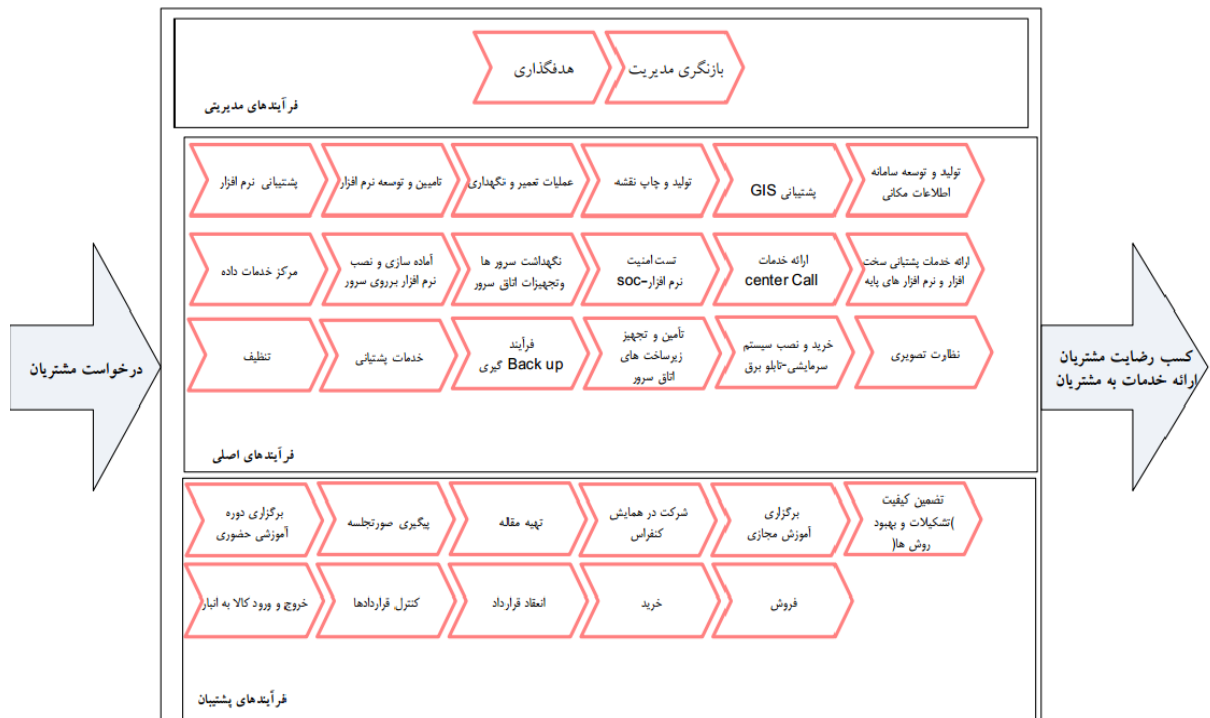 بازنگری مدیریت
هدفگذاری
فرآیندهای مدیریتی
تولید و توسعه سامانه
اطلاعات مکانی
پشتیبانی GIS
تولید و چاپ نقشه
عملیات تعمیر و نگهداری
تامیین و توسعه نرم افزار
پشتیبانی نرم افزار
ارائه خدمات پشتبانی سخت
افزار و نرم افزار های پایه
ارائه خدمات
center Call
تست امنیت
نرم افزار-soc
نگهداشت سرور ها
وتجهیزات اتاق سرور
آماده سازی و نصب
نرم افزار برروی سرور
مرکز خدمات داده
نظارت تصویری
خرید و نصب سیستم
سرمایشی-تابلو برق
تأمین و تجهیز
زیرساخت های
اتاق سرور
فرآیند
Back up گیری
خدمات پشتیانی
تنظیف
فرآیندهای اصلی
درخواست مشتریان
کسب رضایت مشتریان
ارائه خدمات به مشتریان
تضمین کیفیت
)تشکیلات و بهبود
روش ها(
برگزاری
آموزش مجازی
شرکت در همایش
کنفراس
تهیه مقاله
پیگیری صورتجلسه
برگزاری دوره
آموزشی حضوری
فروش
خرید
انعقاد قرارداد
کنترل قراردادها
خروج و ورود کالا به انبار
فرآیندهای پشتیبان